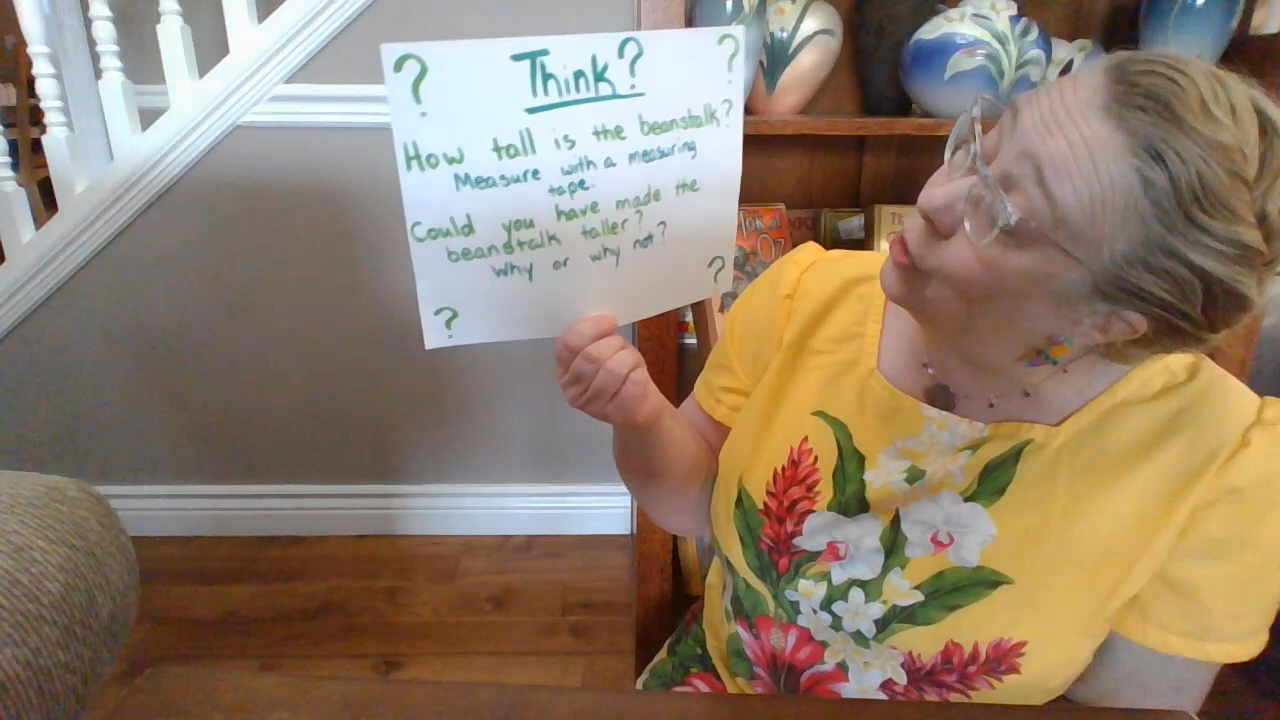 ? Think? ?
How tall is the beanstalk?
Measure with a measuring
tape.
Could you have made the
beanstalk taller?
Why or why not?
?
?
Oz